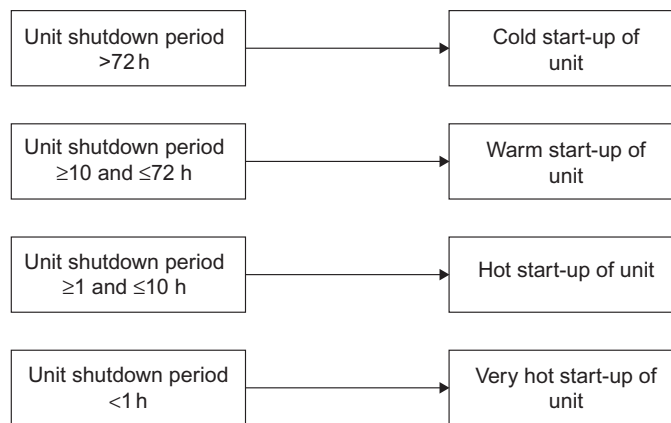 Unit shutdown period
>72 h
Cold start-up of
unit
Unit shutdown period
≥10 and ≤72 h
Warm start-up of
unit
Unit shutdown period
≥1 and ≤10 h
Hot start-up of unit
Unit shutdown period
<1 h
Very hot start-up of
unit